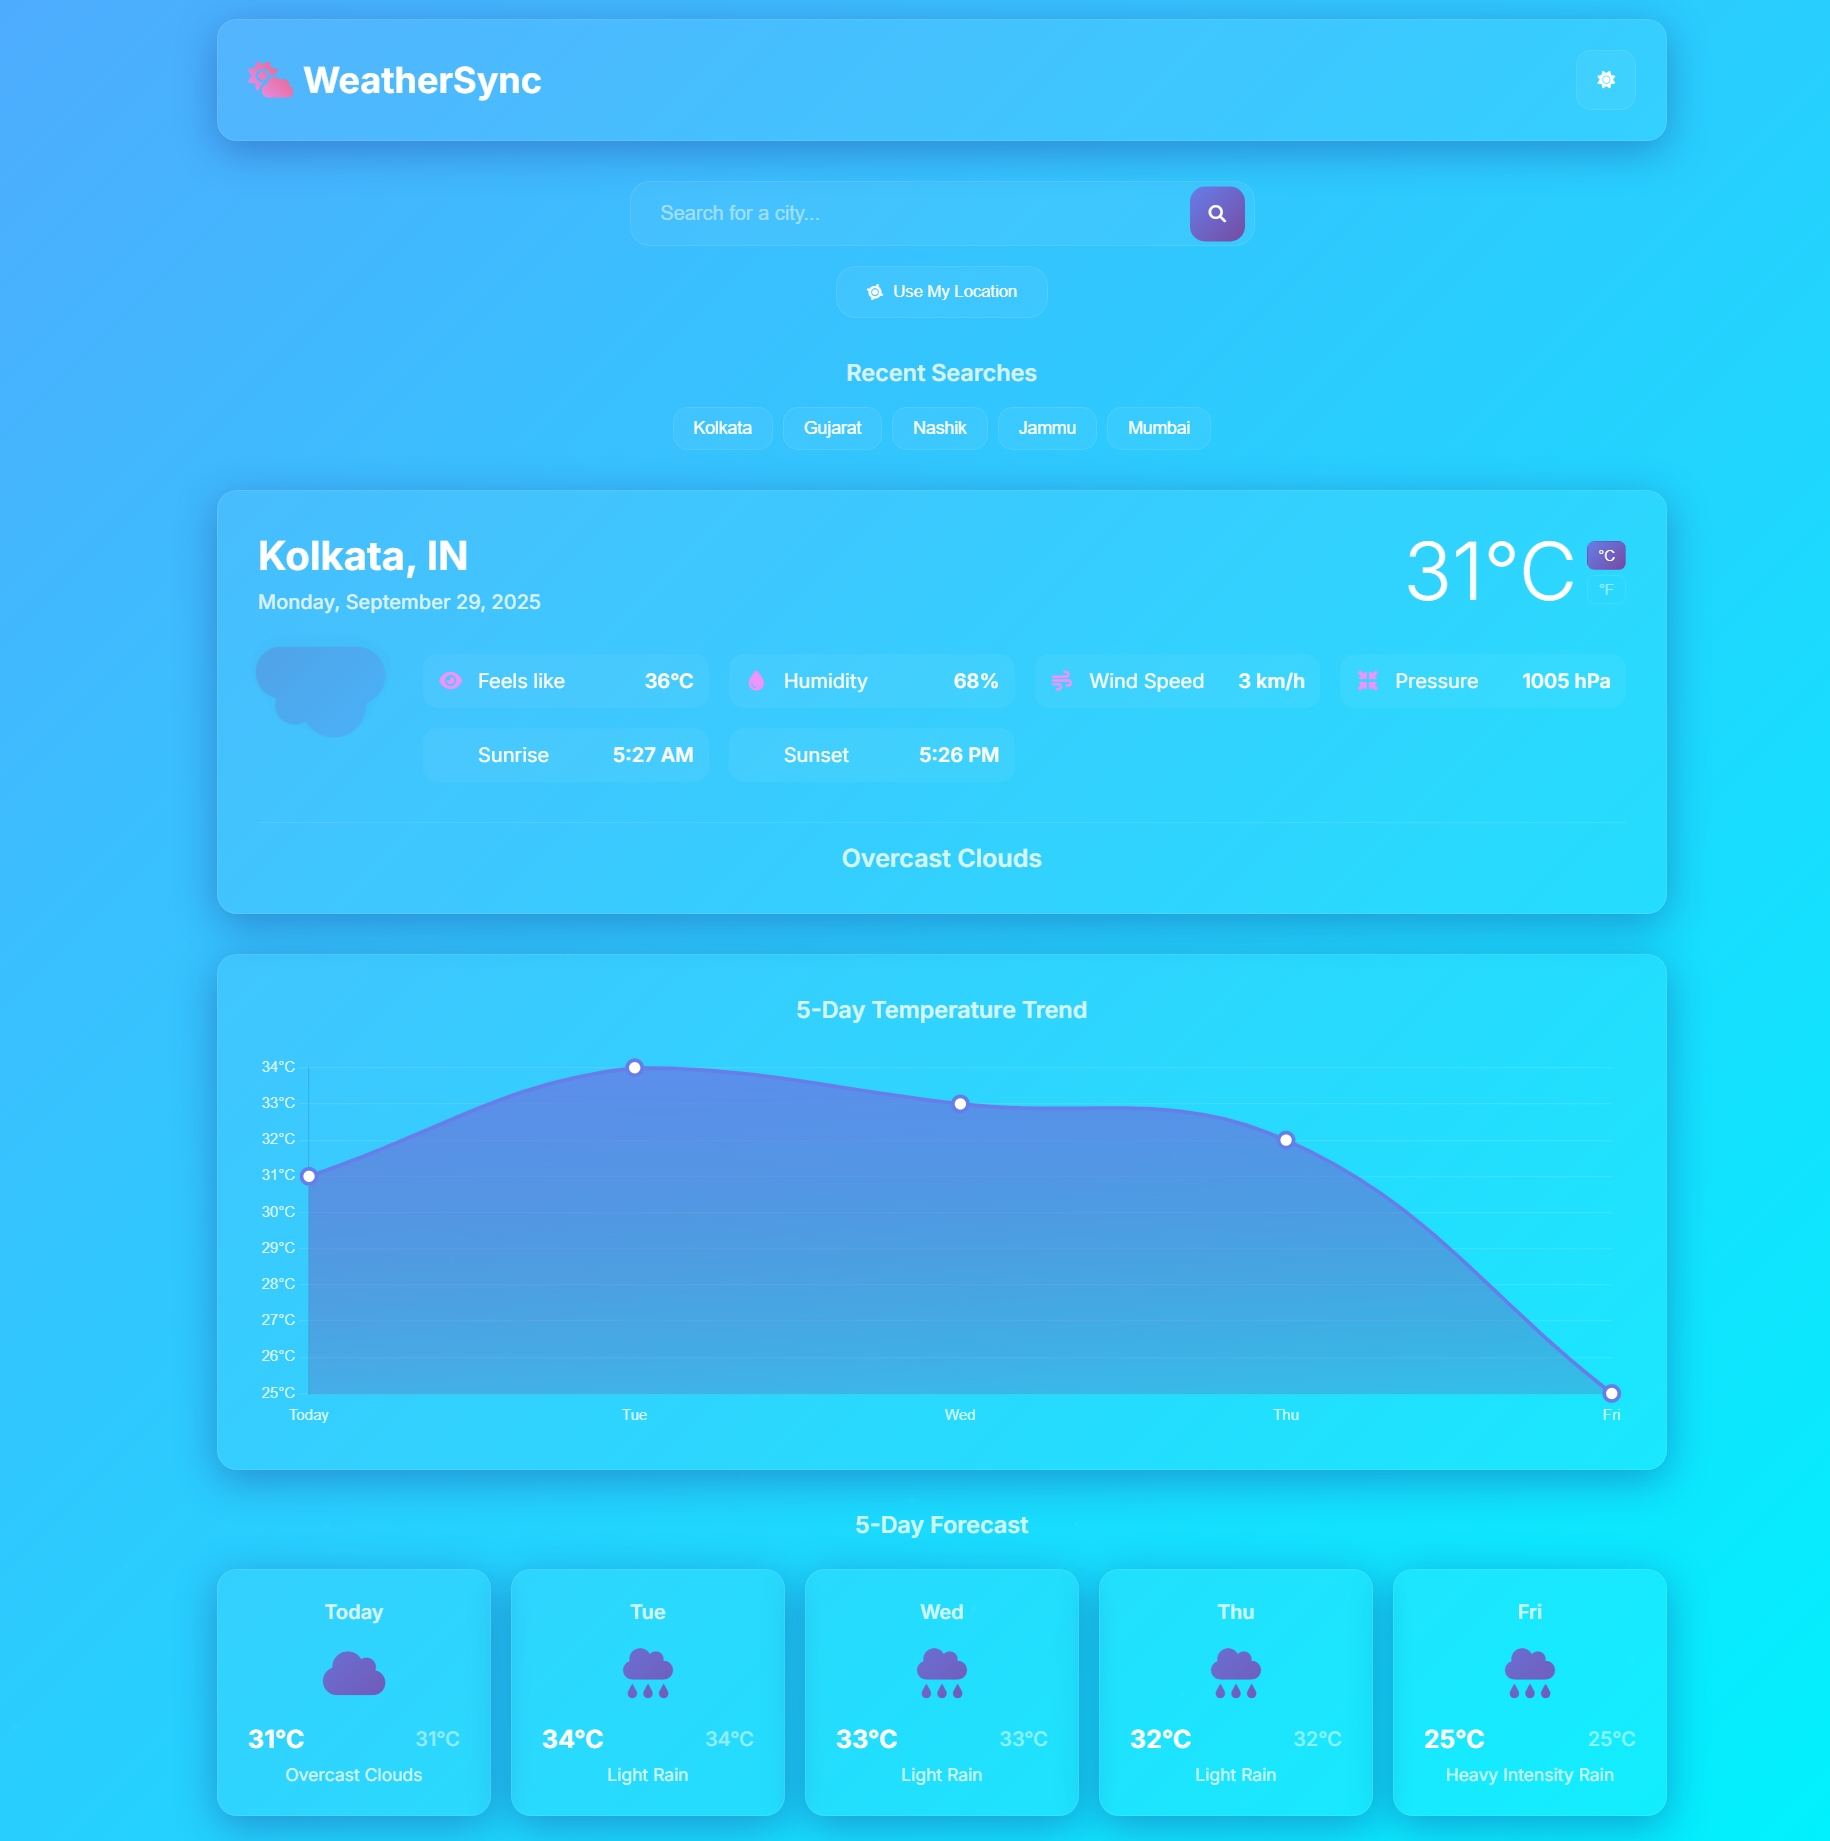 WeatherSync
Search for a city...
Use My Location
Recent Searches
Kolkata Gujarat Nashik Jammu Mumbai
Kolkata, IN
Monday, September 29, 2025
31°C
°C
°F
Feels like 36°C Humidity 68% Wind Speed 3 km/h Pressure 1005 hPa
Sunrise 5:27 AM Sunset 5:26 PM
Overcast Clouds
5-Day Temperature Trend
34°C
33°C
32°C
31°C
30°C
29°C
28°C
27°C
26°C
25°C
Today Tue Wed Thu Fri
5-Day Forecast
Today Tue Wed Thu Fri
31°C 31°C 34°C 34°C 33°C 33°C 32°C 32°C 25°C 25°C
Overcast Clouds Light Rain Light Rain Light Rain Heavy Intensity Rain